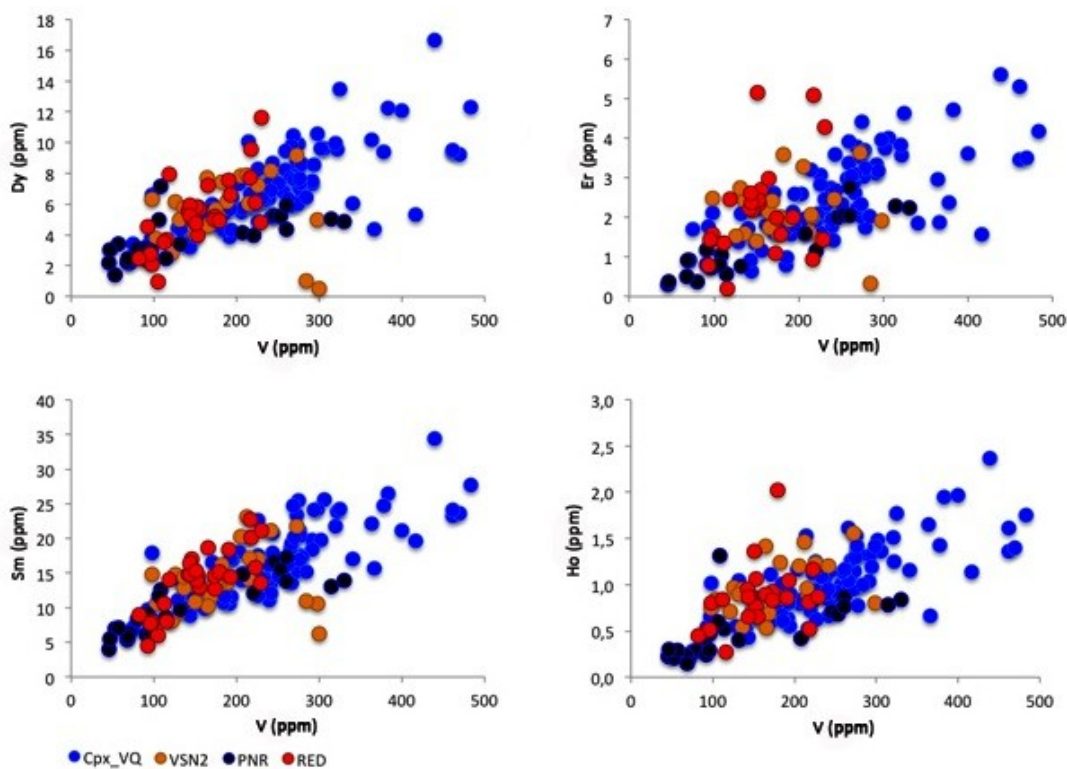 18
16
14
12
10
8
6
4
2
0
Dy (ppm)
0 100 200 300 400 500
V (ppm)
7
6
5
4
3
2
1
0
Er (ppm)
0 100 200 300 400 500
V (ppm)
40
35
30
25
20
15
10
5
0
Sm (ppm)
0 100 200 300 400 500
V (ppm)
3,0
2,5
2,0
1,5
1,0
0,5
0,0
Ho (ppm)
0 100 200 300 400 500
V (ppm)
Cpx_VQ VSN2 PNR RED